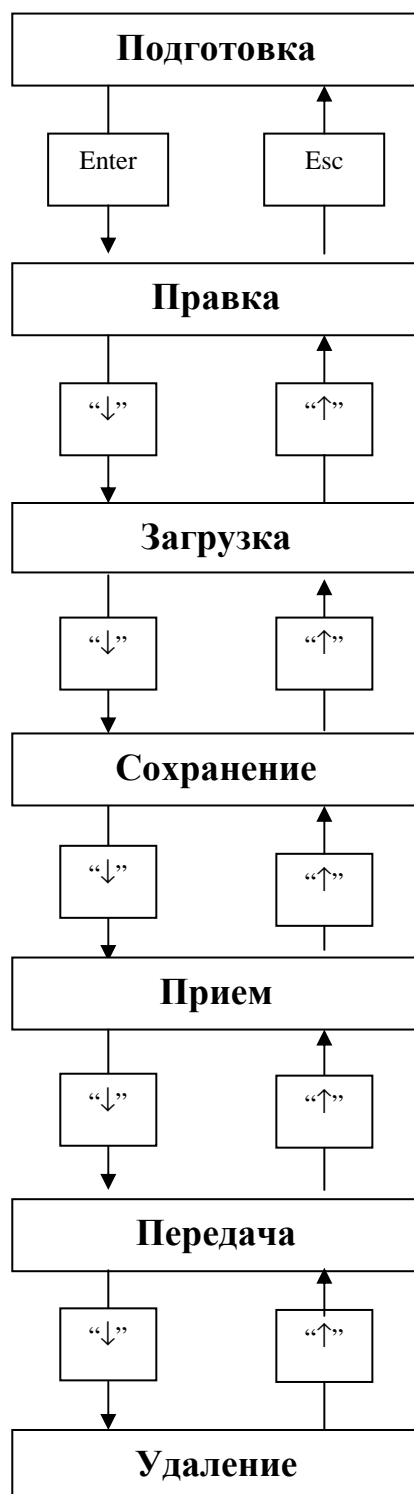 Подготовка
Enter Esc
Правка
“↓” “↑”
Загрузка
“↓” “↑”
Сохранение
“↓” “↑”
Прием
“↓” “↑”
Передача
“↓” “↑”
Удаление